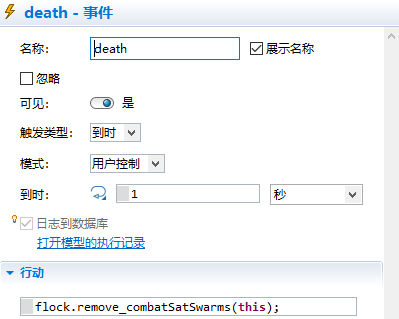 death - 事件
名称： death 展示名称
忽略
可见： 是
触发类型： 到时
模式： 用户控制
到时： 1 秒
日志到数据库
打开模型的执行记录
行动
flock.remove_combatSatSwarms(this);